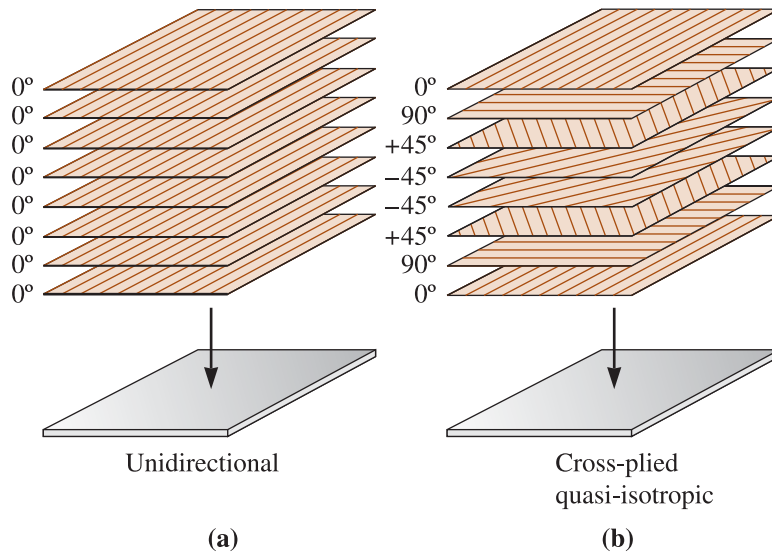 0º
0º
0º
0º
0º
0º
0º
0º
Unidirectional
(a)
0º
90º
+45º
−45º
−45º
+45º
90º
0º
Cross-plied
quasi-isotropic
(b)